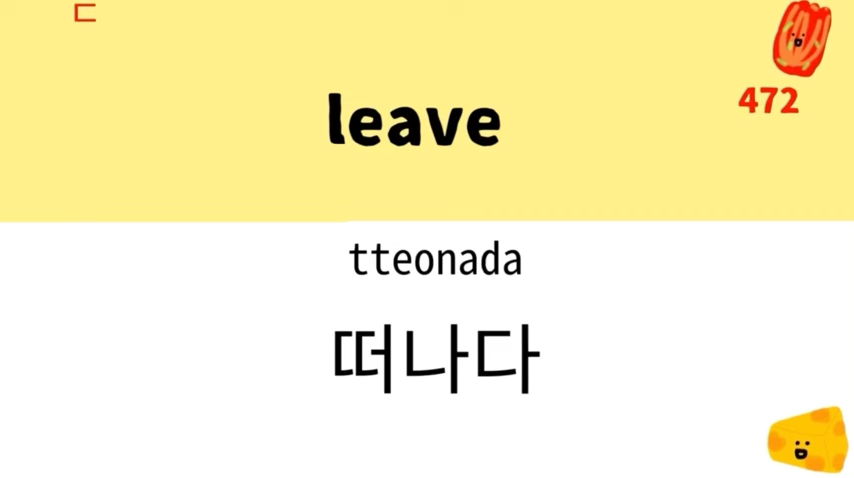 ㄷ
472
leave
tteonada
떠나다